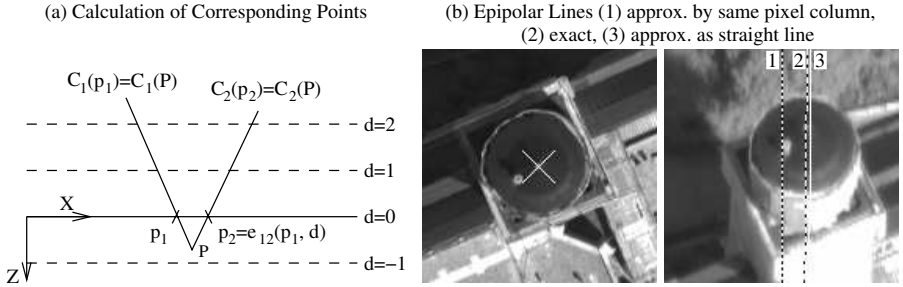 (a) Calculation of Corresponding Points
C₁(p₁)=C₁(P)
C₂(p₂)=C₂(P)
d=2
d=1
X
d=0
p₁
P
p₂=e₁₂(p₁, d)
Z
d=−1
(b) Epipolar Lines (1) approx. by same pixel column,
(2) exact, (3) approx. as straight line
1 2 3